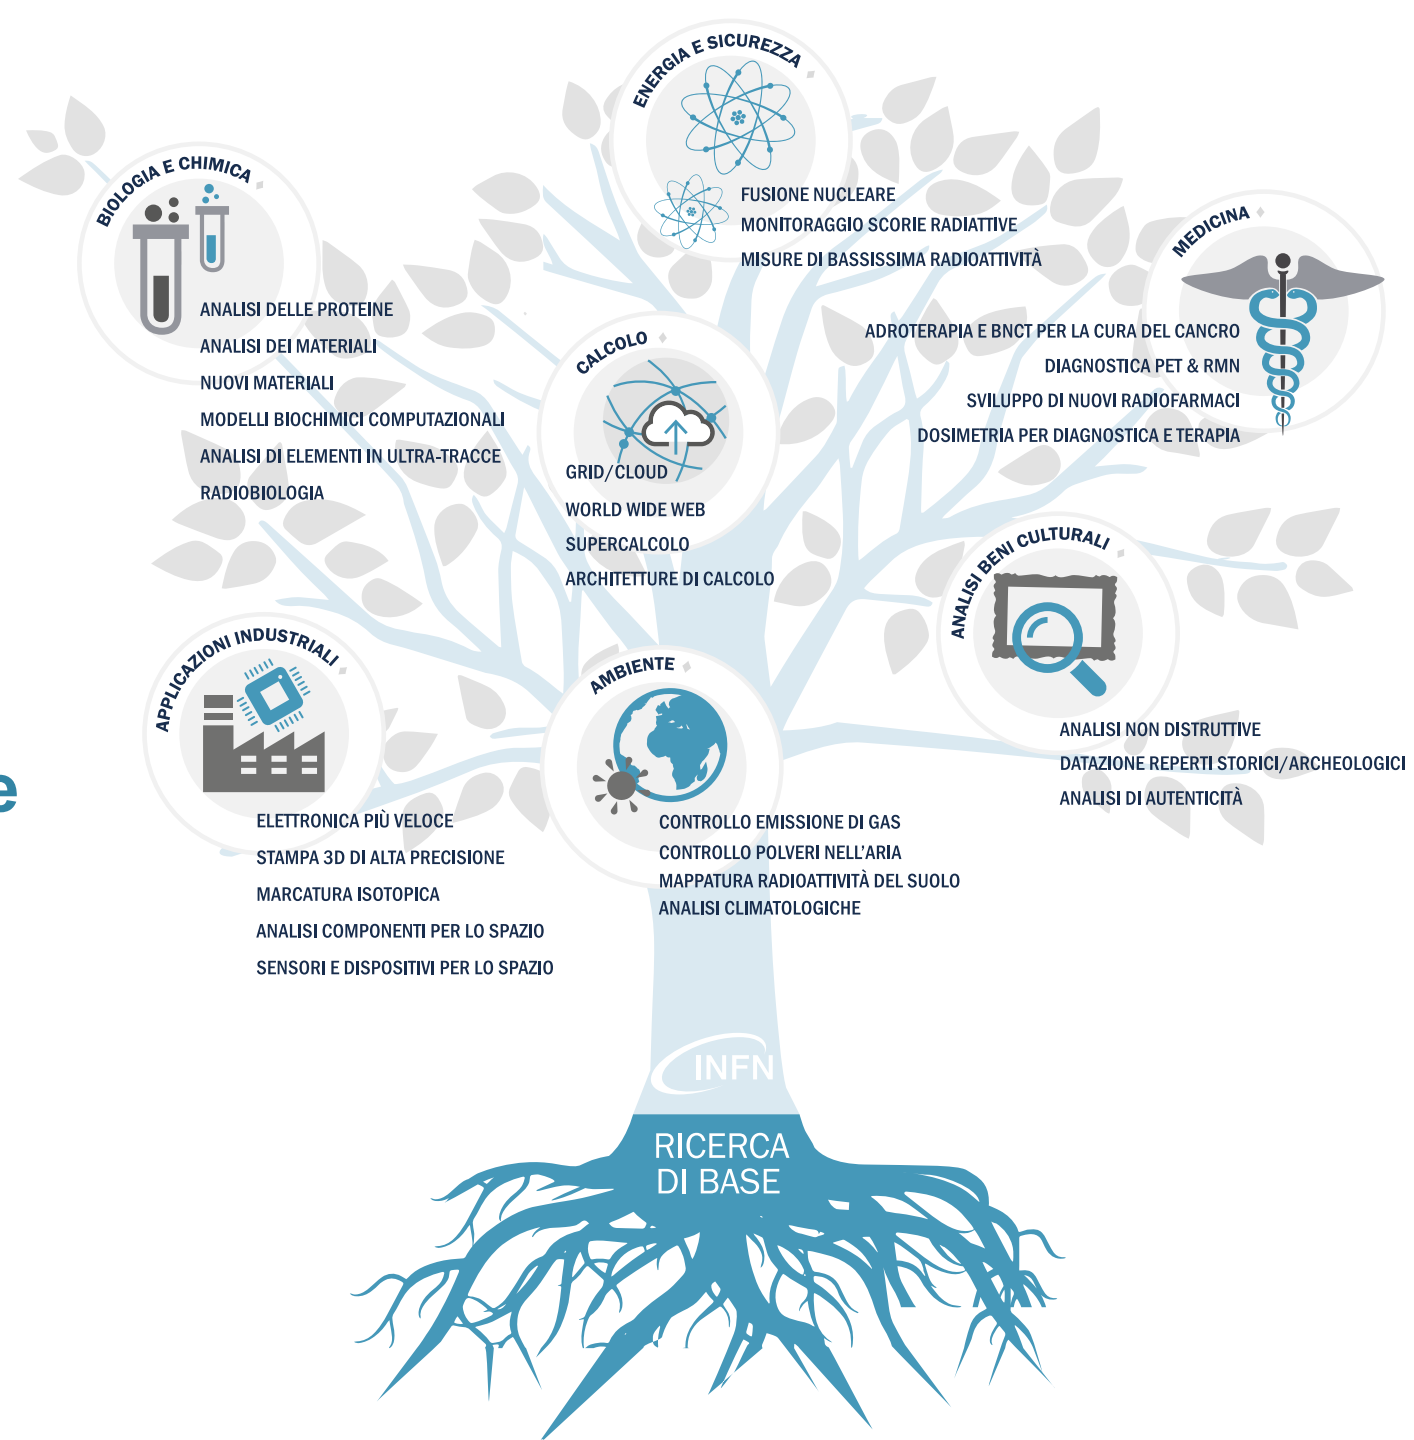 ENERGIA E SICUREZZA
FUSIONE NUCLEARE
MONITORAGGIO SCORIE RADIATTIVE
MISURE DI BASSISSIMA RADIOATTIVITÀ
BIOLOGIA E CHIMICA
ANALISI DELLE PROTEINE
ANALISI DEI MATERIALI
NUOVI MATERIALI
MODELLI BIOCHIMICI COMPUTAZIONALI
ANALISI DI ELEMENTI IN ULTRA-TRACCE
RADIOBIOLOGIA
MEDICINA
ADROTERAPIA E BNCT PER LA CURA DEL CANCRO
DIAGNOSTICA PET & RMN
SVILUPPO DI NUOVI RADIOFARMACI
DOSIMETRIA PER DIAGNOSTICA E TERAPIA
CALCOLO
GRID/CLOUD
WORLD WIDE WEB
SUPERCALCOLO
ARCHITETTURE DI CALCOLO
ANALISI BENI CULTURALI
ANALISI NON DISTRUTTIVE
DATAZIONE REPERTI STORICI/ARCHEOLOGICI
ANALISI DI AUTENTICITÀ
APPLICAZIONI INDUSTRIALI
ELETTRONICA PIÙ VELOCE
STAMPA 3D DI ALTA PRECISIONE
MARCATURA ISOTOPICA
ANALISI COMPONENTI PER LO SPAZIO
SENSORI E DISPOSITIVI PER LO SPAZIO
AMBIENTE
CONTROLLO EMISSIONE DI GAS
CONTROLLO POLVERI NELL'ARIA
MAPPATURA RADIOATTIVITÀ DEL SUOLO
ANALISI CLIMATOLOGICHE
e
INFN
RICERCA
DI BASE